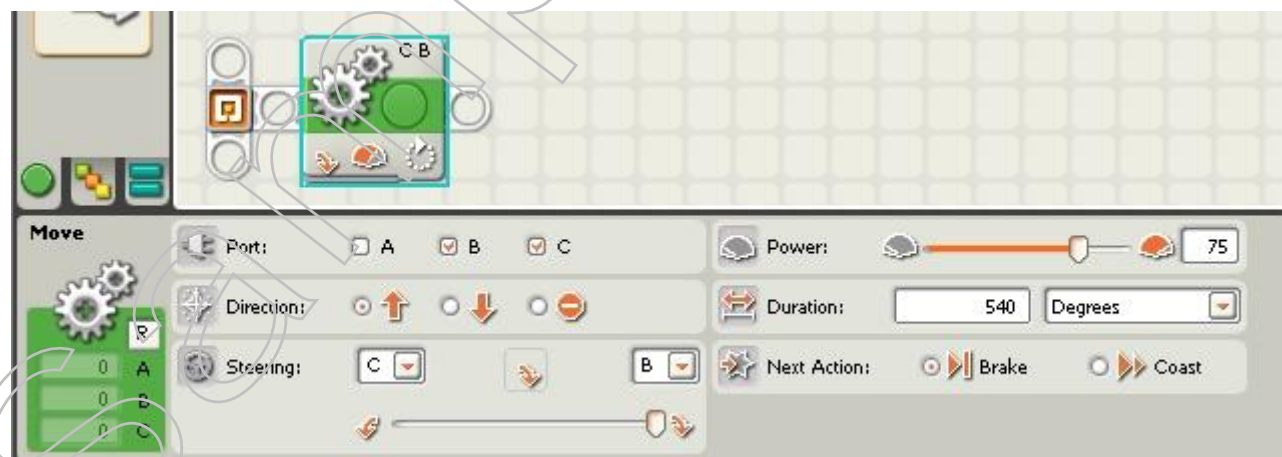 C B
Move
Port: A B C
Power: 75
Direction:
Duration: 540 Degrees
Steering: C B
Next Action: Brake Coast
R
0 A
0 B
0 C